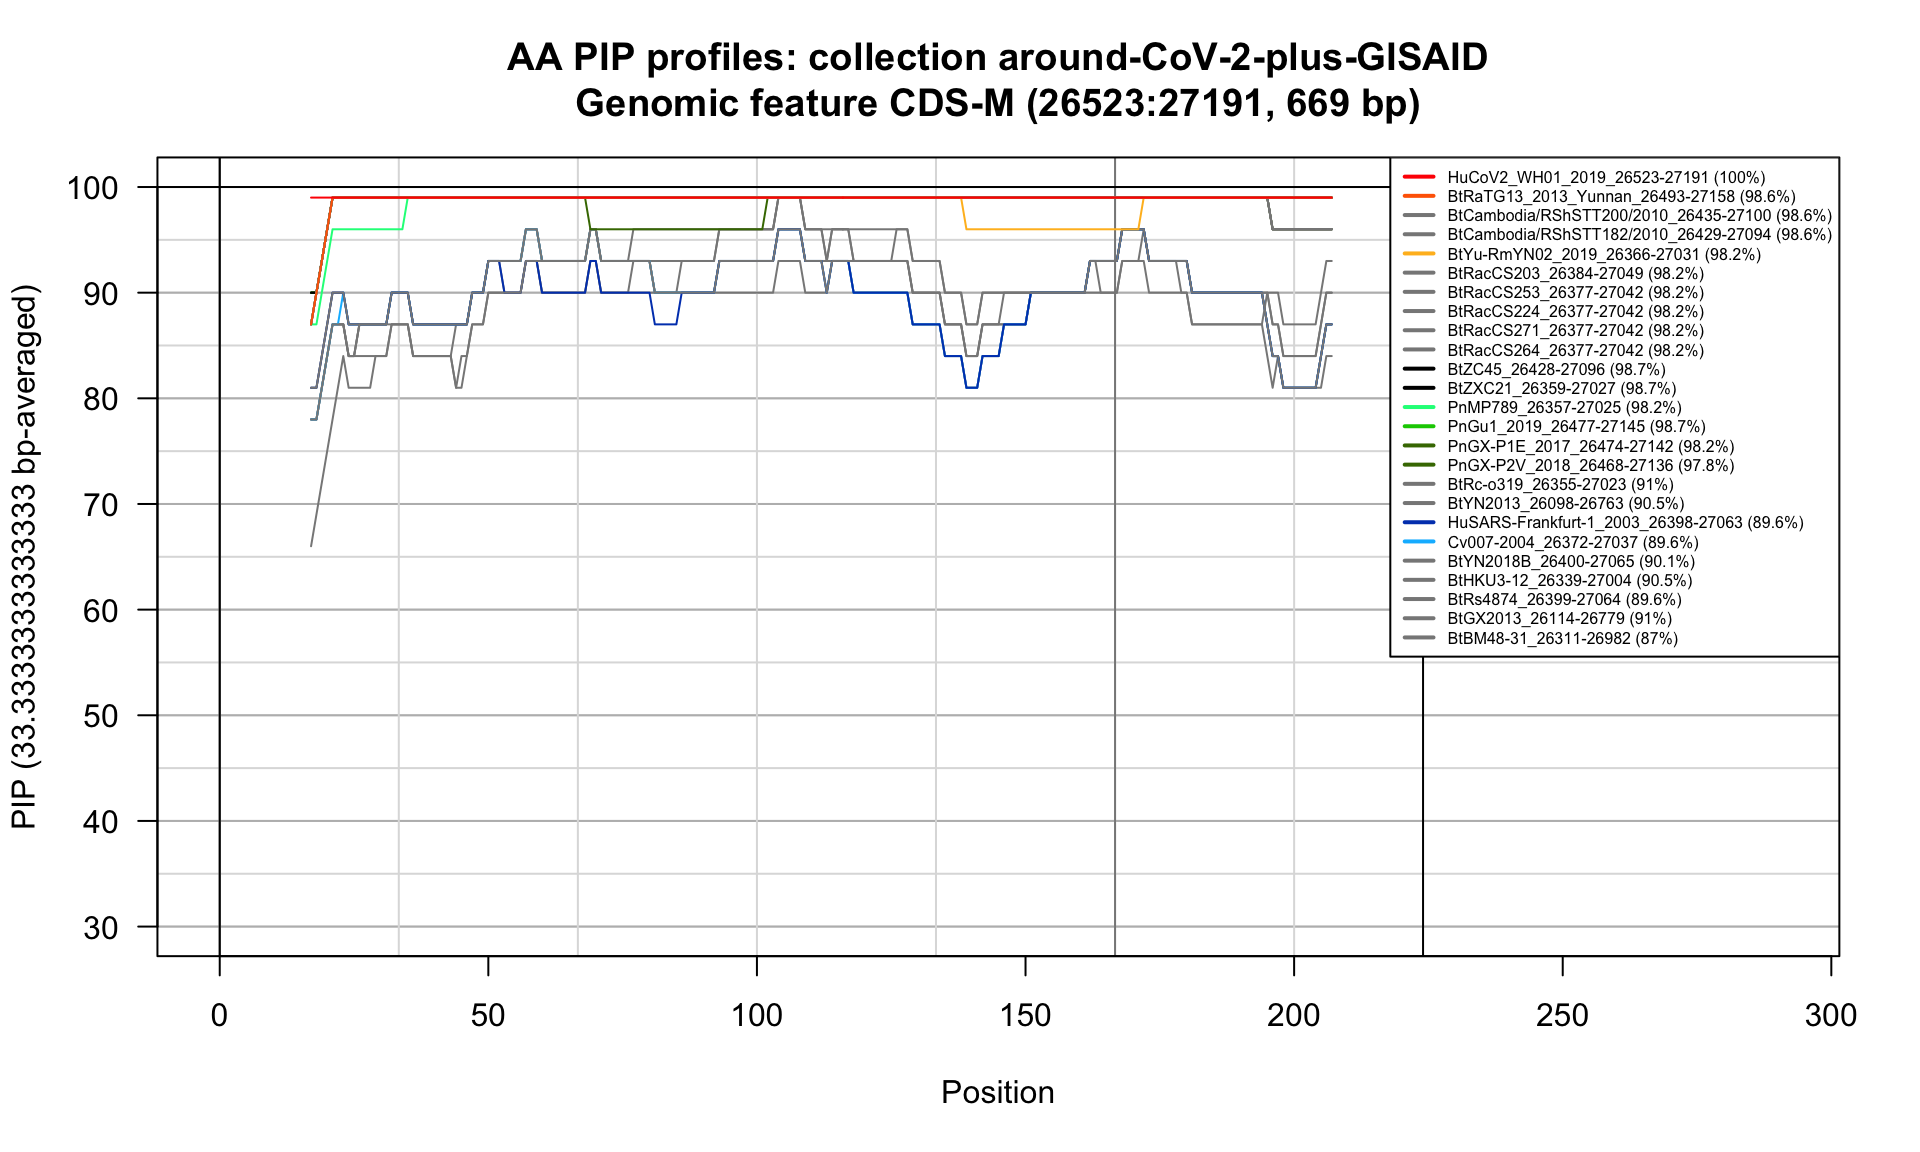 AA PIP profiles: collection around-CoV-2-plus-GISAID
Genomic feature CDS-M (26523:27191, 669 bp)
PIP (33.3333333333333 bp-averaged)
100
90
80
70
60
50
40
30
HuCoV2_WH01_2019_26523-27191 (100%)
BtRaTG13_2013_Yunnan_26493-27158 (98.6%)
BtCambodia/RShSTT200/2010_26435-27100 (98.6%)
BtCambodia/RShSTT182/2010_26429-27094 (98.6%)
BtYu-RmYN02_2019_26366-27031 (98.2%)
BtRacCS203_26384-27049 (98.2%)
BtRacCS253_26377-27042 (98.2%)
BtRacCS224_26377-27042 (98.2%)
BtRacCS271_26377-27042 (98.2%)
BtRacCS264_26377-27042 (98.2%)
BtZC45_26428-27096 (98.7%)
BtZXC21_26359-27027 (98.7%)
PnMP789_26357-27025 (98.2%)
PnGu1_2019_26477-27145 (98.7%)
PnGX-P1E_2017_26474-27142 (98.2%)
PnGX-P2V_2018_26468-27136 (97.8%)
BtRc-o319_26355-27023 (91%)
BtYN2013_26098-26763 (90.5%)
HuSARS-Frankfurt-1_2003_26398-27063 (89.6%)
Cv007-2004_26372-27037 (89.6%)
BtYN2018B_26400-27065 (90.1%)
BtHKU3-12_26339-27004 (90.5%)
BtRs4874_26399-27064 (89.6%)
BtGX2013_26114-26779 (91%)
BtBM48-31_26311-26982 (87%)
0 50 100 150 200 250 300
Position